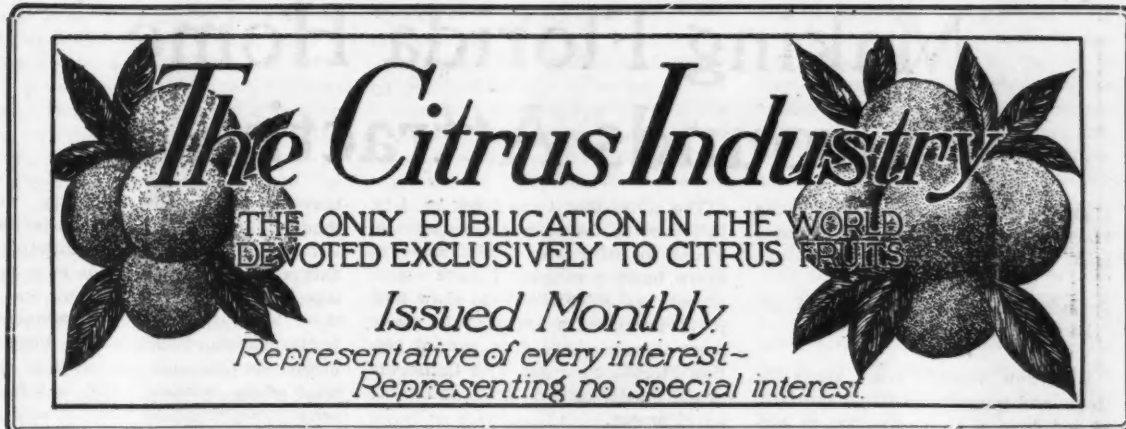 The Citrus Industry
THE ONLY PUBLICATION IN THE WORLD
DEVOTED EXCLUSIVELY TO CITRUS FRUITS
Issued Monthly.
Representative of every interest~
Representing no special interest.